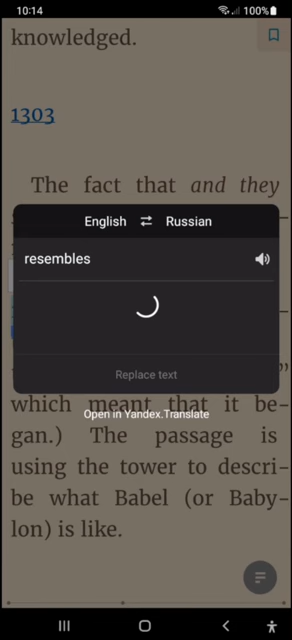 10:14
100%
knowledged.
1303
The fact that and they
English Russian
resembles
Replace text
which meant that it be-
Open in Yandex.Translate
gan.) The passage is
using the tower to descri-
be what Babel (or Baby-
lon) is like.